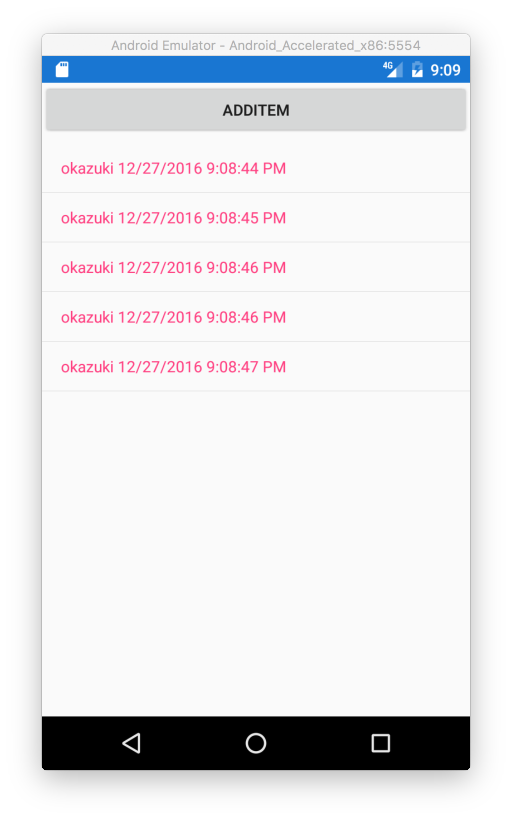 Android Emulator - Android_Accelerated_x86:5554
4G 9:09
ADDITEM
okazuki 12/27/2016 9:08:44 PM
okazuki 12/27/2016 9:08:45 PM
okazuki 12/27/2016 9:08:46 PM
okazuki 12/27/2016 9:08:46 PM
okazuki 12/27/2016 9:08:47 PM